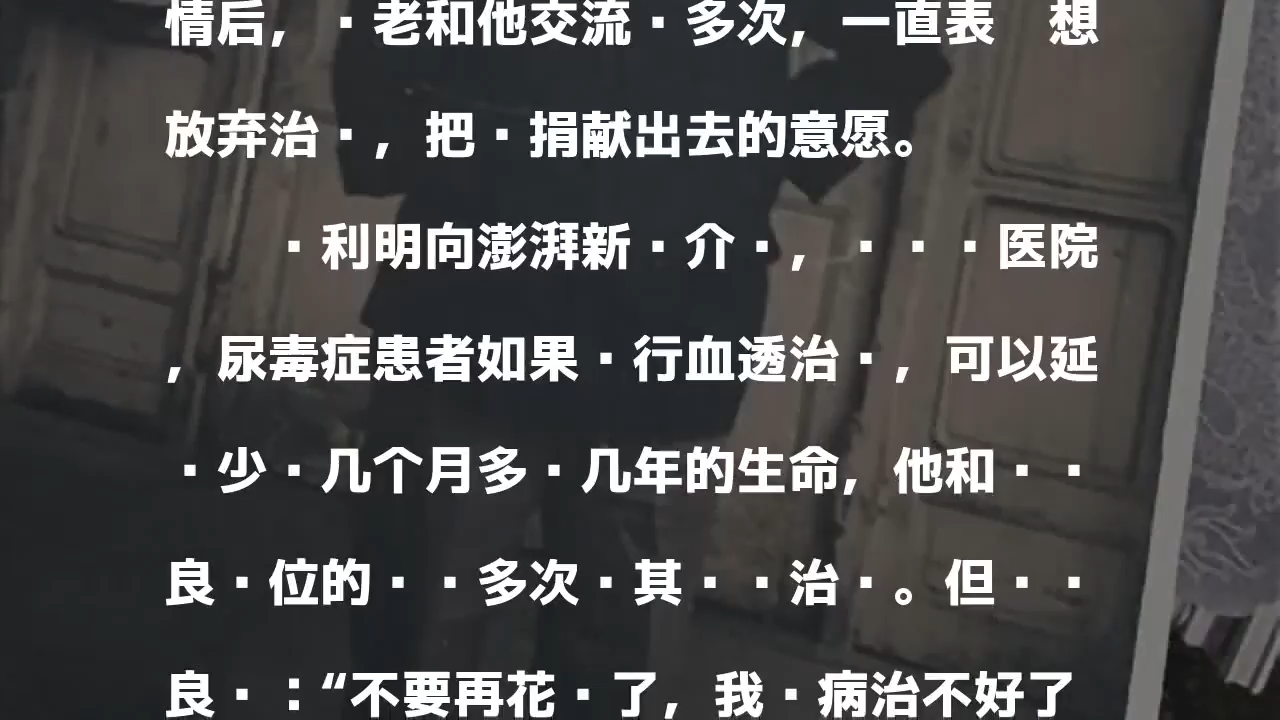 情后，·老和他交流·多次，一直表　想
放弃治·，把·捐献出去的意愿。
·利明向澎湃新·介·，···医院
，尿毒症患者如果·行血透治·，可以延
·少·几个月多·几年的生命，他和··
良·位的··多次·其··治·。但··
良·：“不要再花·了，我·病治不好了